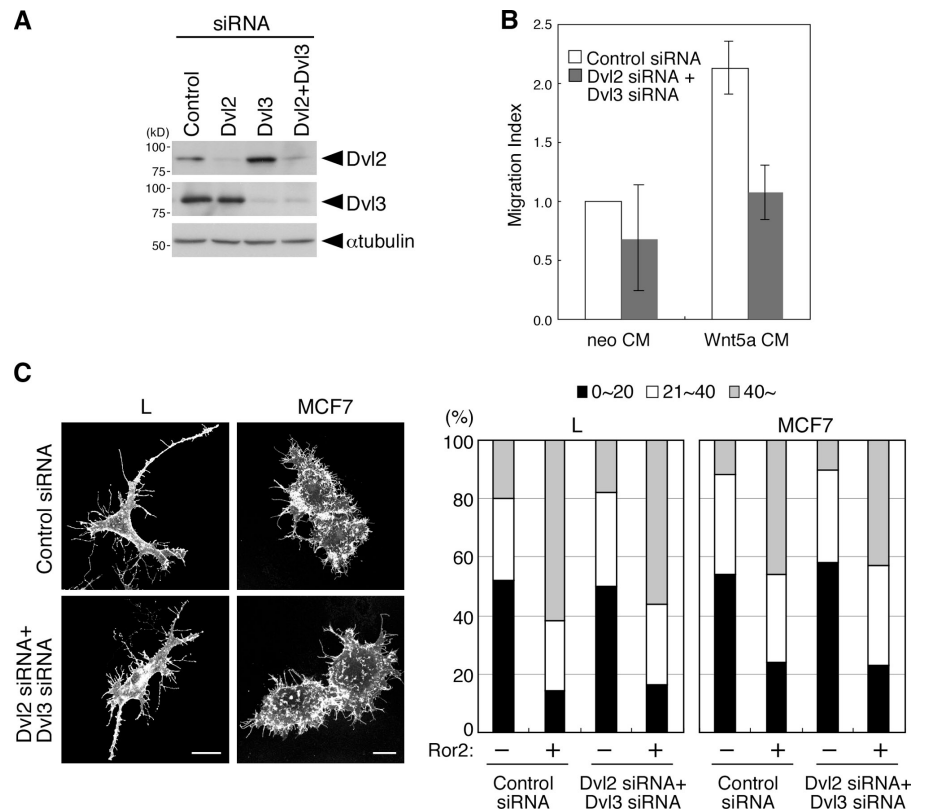 A
siRNA
Control
Dvl2
Dvl3
Dvl2+Dvl3
(kD)
100-
75-
Dvl2
100-
75-
Dvl3
50-
αtubulin
B
2.5
2.0
1.5
1.0
0.5
0.0
Migration Index
Control siRNA
Dvl2 siRNA +
Dvl3 siRNA
neo CM
Wnt5a CM
C
L
MCF7
Control siRNA
Dvl2 siRNA+
Dvl3 siRNA
0~20
21~40
40~
(%)
L
MCF7
100
80
60
40
20
0
Ror2:
− + − + − + − +
Control
siRNA
Dvl2 siRNA+
Dvl3 siRNA
Control
siRNA
Dvl2 siRNA+
Dvl3 siRNA